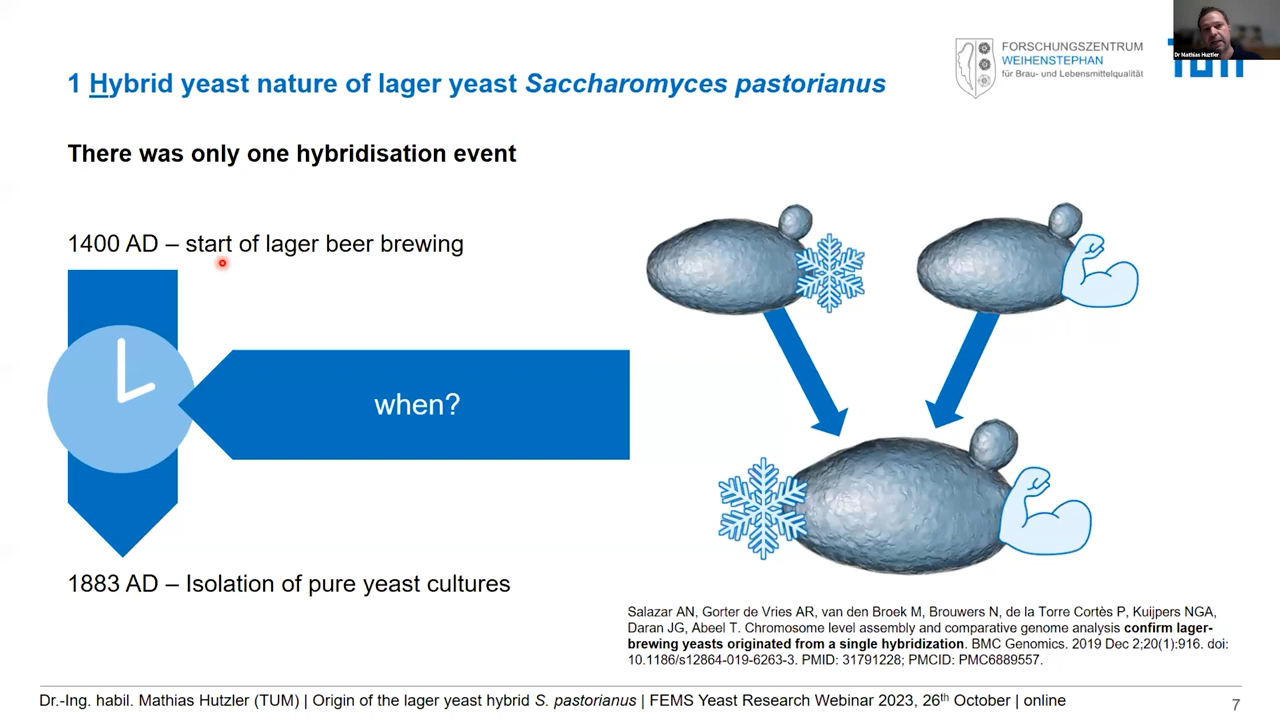 Dr Mathias Hutzler
FORSCHUNGSZENTRUM
WEIHENSTEPHAN
für Brau- und Lebensmittelqualität
TUM
1 Hybrid yeast nature of lager yeast Saccharomyces pastorianus
There was only one hybridisation event
1400 AD – start of lager beer brewing
when?
1883 AD – Isolation of pure yeast cultures
Salazar AN, Gorter de Vries AR, van den Broek M, Brouwers N, de la Torre Cortès P, Kuijpers NGA,
Daran JG, Abeel T. Chromosome level assembly and comparative genome analysis confirm lager-
brewing yeasts originated from a single hybridization. BMC Genomics. 2019 Dec 2;20(1):916. doi:
10.1186/s12864-019-6263-3. PMID: 31791228; PMCID: PMC6889557.
Dr.-Ing. habil. Mathias Hutzler (TUM) | Origin of the lager yeast hybrid S. pastorianus | FEMS Yeast Research Webinar 2023, 26th October | online
7